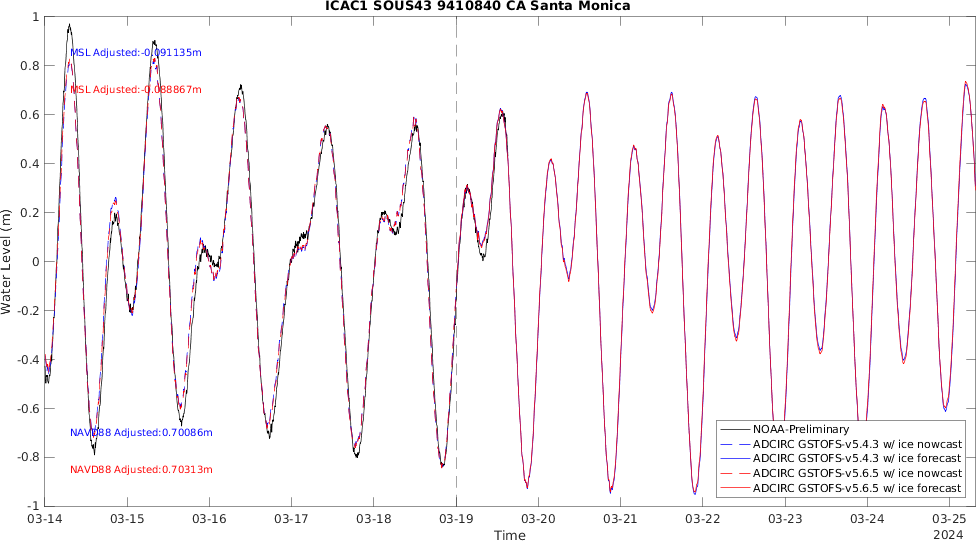 ICAC1 SOUS43 9410840 CA Santa Monica
1
0.8
0.6
0.4
0.2
0
-0.2
-0.4
-0.6
-0.8
-1
Water Level (m)
MSL Adjusted:-0.091135m
MSL Adjusted:-0.088867m
NAVD88 Adjusted:0.70086m
NAVD88 Adjusted:0.70313m
NOAA-Preliminary
ADCIRC GSTOFS-v5.4.3 w/ ice nowcast
ADCIRC GSTOFS-v5.4.3 w/ ice forecast
ADCIRC GSTOFS-v5.6.5 w/ ice nowcast
ADCIRC GSTOFS-v5.6.5 w/ ice forecast
03-14 03-15 03-16 03-17 03-18 03-19 03-20 03-21 03-22 03-23 03-24 03-25
Time
2024